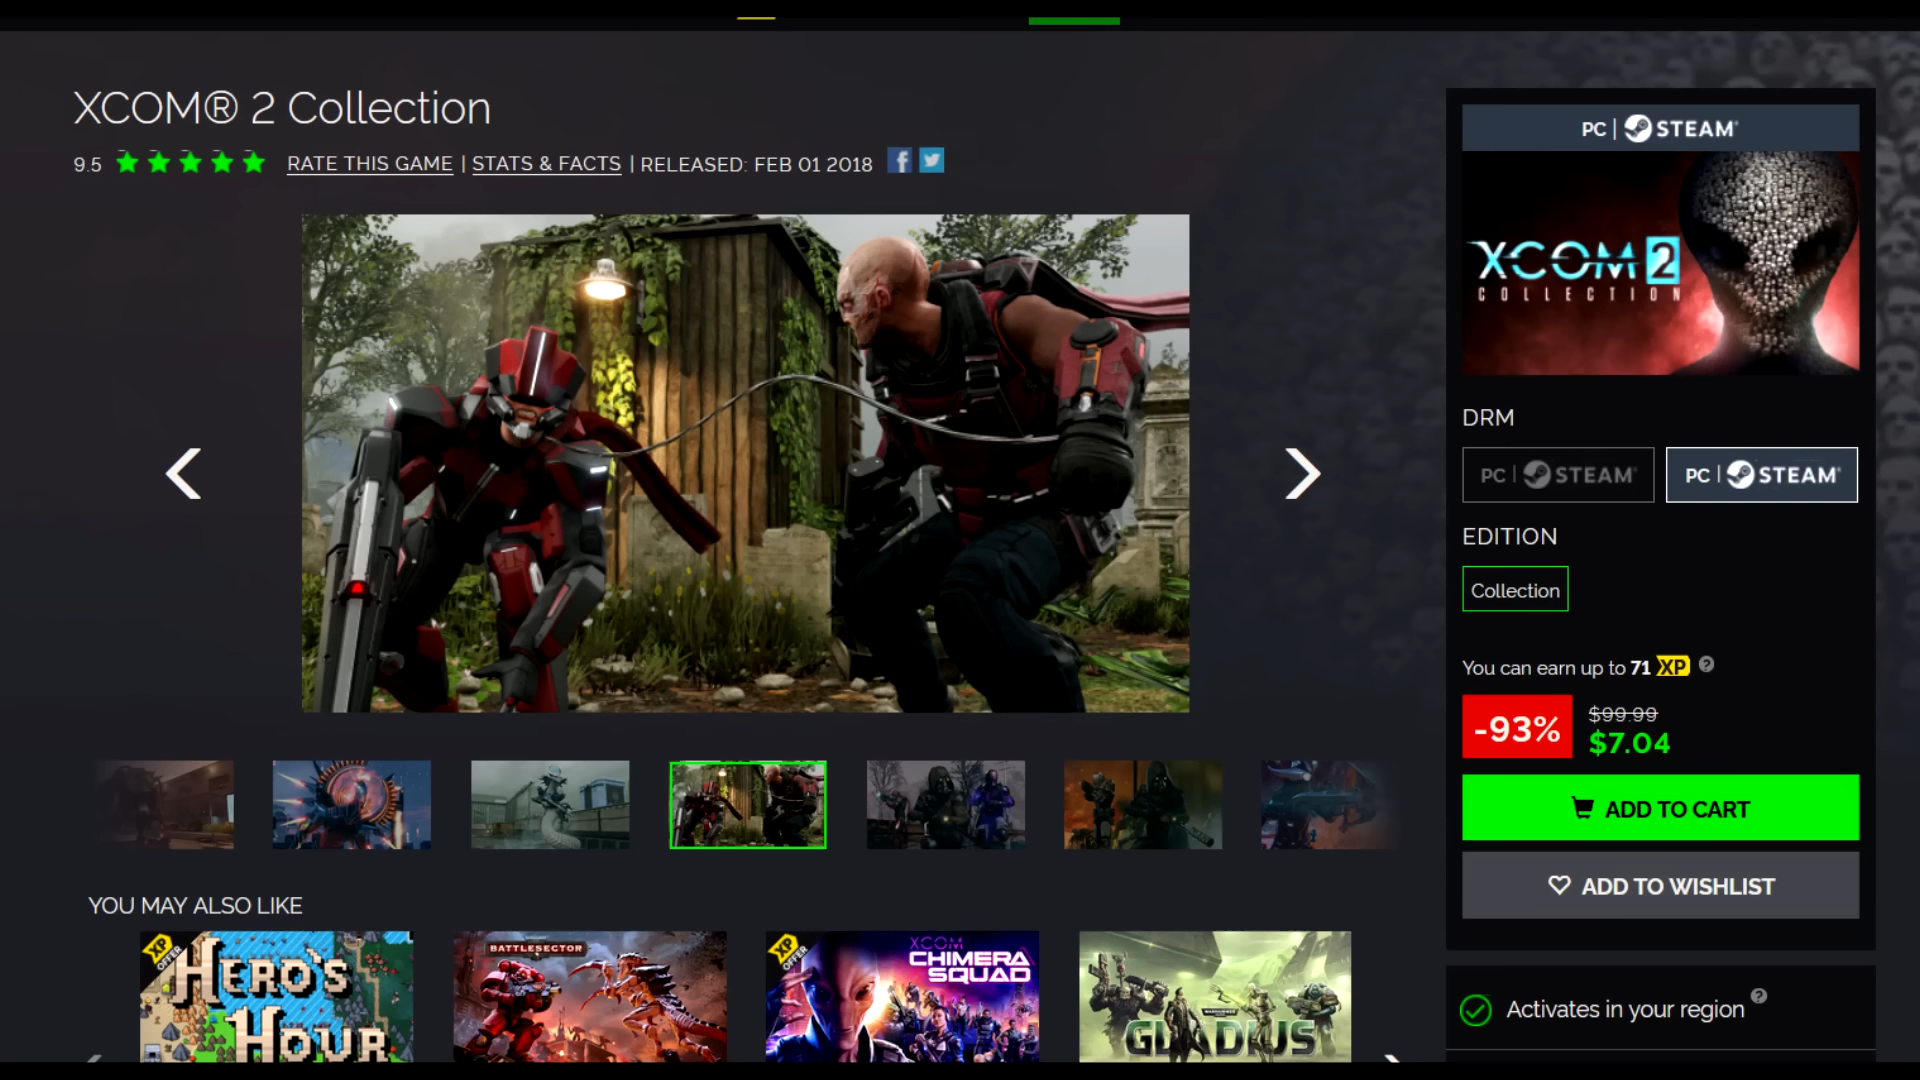 XCOM® 2 Collection
9.5 RATE THIS GAME | STATS & FACTS | RELEASED: FEB 01 2018
PC | STEAM
XCOM 2
COLLECTION
DRM
PC | STEAM
PC | STEAM
EDITION
Collection
You can earn up to 71 XP ?
-93%
$99.99
$7.04
ADD TO CART
ADD TO WISHLIST
Activates in your region ?
YOU MAY ALSO LIKE
XP OFFER
HERO'S HOUR
BATTLESECTOR
XP OFFER
XCOM
CHIMERA
SQUAD
GLADIUS